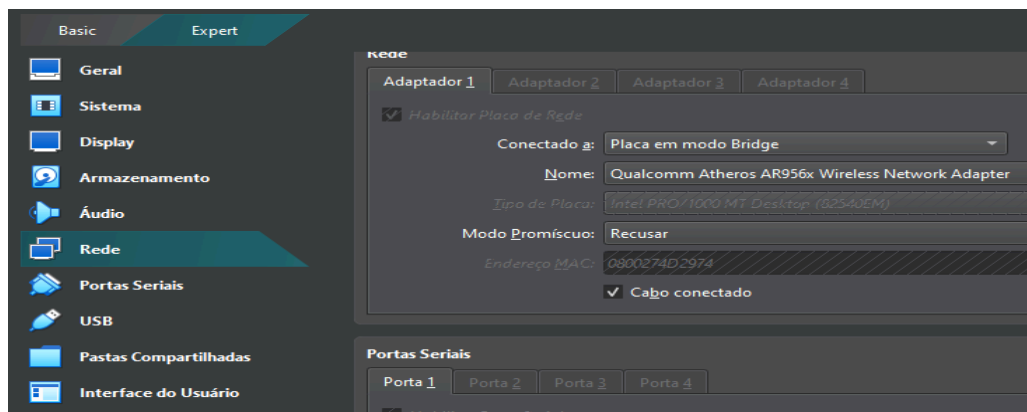 Basic Expert
Geral
Sistema
Display
Armazenamento
Áudio
Rede
Portas Seriais
USB
Pastas Compartilhadas
Interface do Usuário
Rede
Adaptador 1 Adaptador 2 Adaptador 3 Adaptador 4
Habilitar Placa de Rede
Conectado a: Placa em modo Bridge
Nome: Qualcomm Atheros AR956x Wireless Network Adapter
Tipo de Placa: Intel PRO/1000 MT Desktop (82540EM)
Modo Promíscuo: Recusar
Endereço MAC: 0800274D2974
Cabo conectado
Portas Seriais
Porta 1 Porta 2 Porta 3 Porta 4